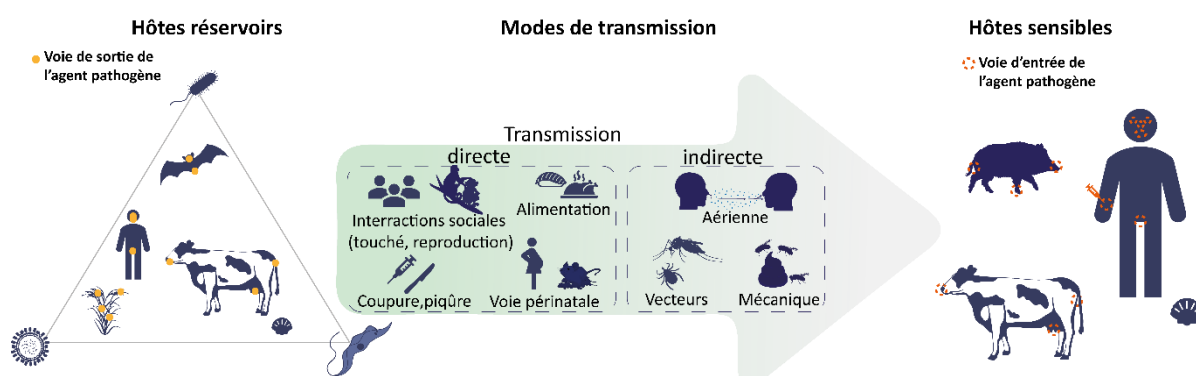 Hôtes réservoirs
Voie de sortie de
l'agent pathogène
Modes de transmission
Transmission
directe
Interractions sociales
(touché, reproduction)
Alimentation
Coupure,piqûre
Voie périnatale
indirecte
Aérienne
Vecteurs
Mécanique
Hôtes sensibles
Voie d'entrée de
l'agent pathogène